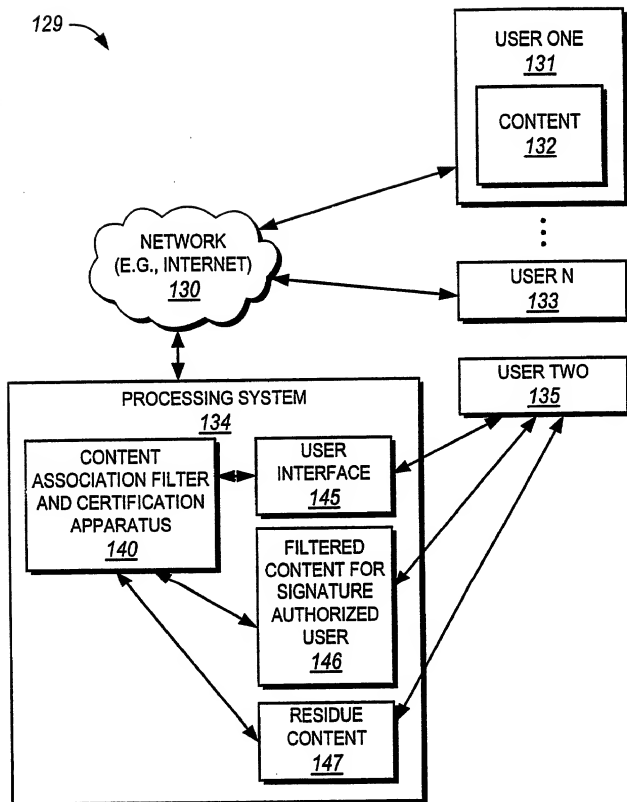 129
USER ONE
131
CONTENT
132
NETWORK
(E.G., INTERNET)
130
USER N
133
USER TWO
135
PROCESSING SYSTEM
134
CONTENT
ASSOCIATION FILTER
AND CERTIFICATION
APPARATUS
140
USER
INTERFACE
145
FILTERED
CONTENT FOR
SIGNATURE
AUTHORIZED
USER
146
RESIDUE
CONTENT
147